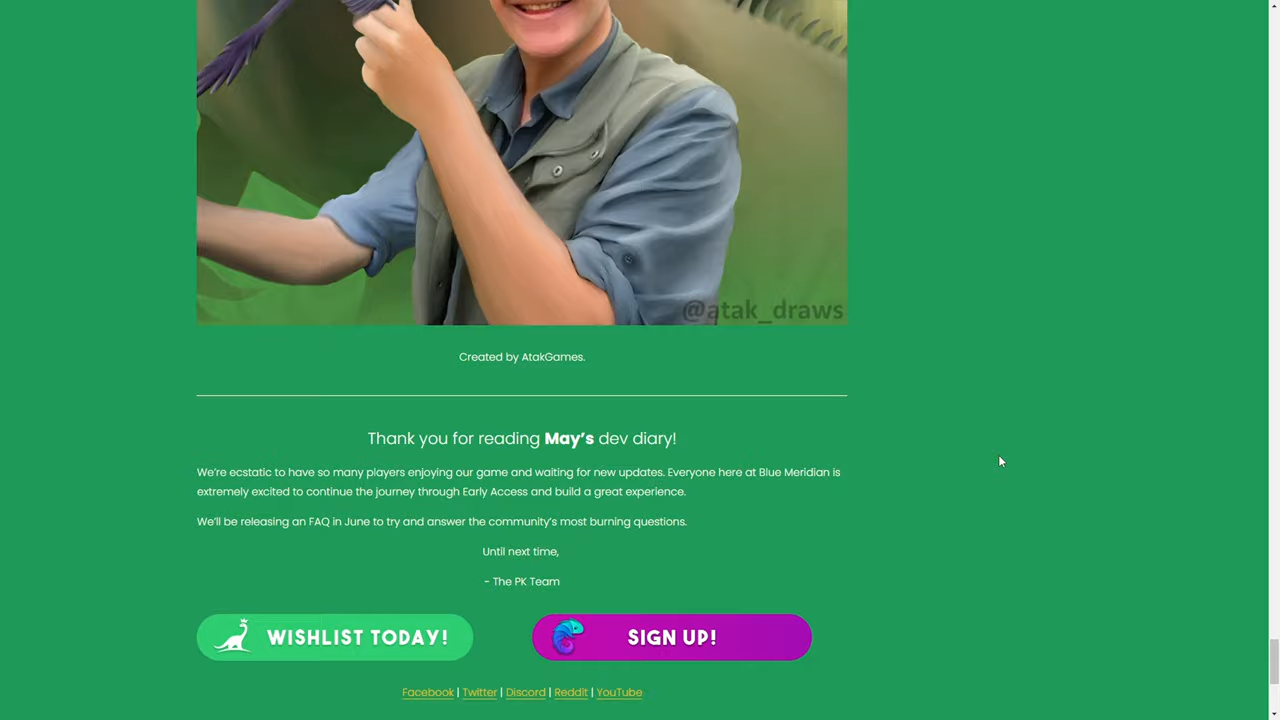 @atak_draws
Created by AtakGames.
Thank you for reading May's dev diary!
We're ecstatic to have so many players enjoying our game and waiting for new updates. Everyone here at Blue Meridian is
extremely excited to continue the journey through Early Access and build a great experience.
We'll be releasing an FAQ in June to try and answer the community's most burning questions.
Until next time,
- The PK Team
WISHLIST TODAY! SIGN UP!
Facebook | Twitter | Discord | Reddit | YouTube